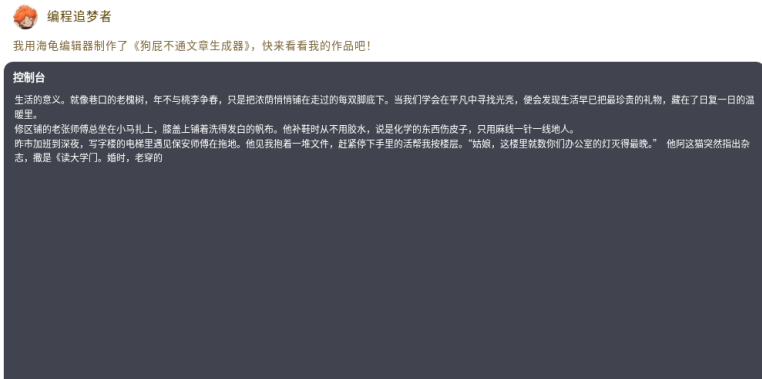 编程追梦者
我用海龟编辑器制作了《狗屁不通文章生成器》，快来看看我的作品吧！
控制台
生活的意义。就像巷口的老槐树，年不与桃李争春，只是把浓荫悄悄铺在走过的每双脚底下。当我们学会在平凡中寻找光亮，便会发现生活早已把最珍贵的礼物，藏在了日复一日的温
暖里。
修区铺的老张师傅总坐在小马扎上，膝盖上铺着洗得发白的帆布。他补鞋时从不用胶水，说是化学的东西伤皮子，只用麻线一针一线地人。
昨市加班到深夜，写字楼的电梯里遇见保安师傅在拖地。他见我抱着一堆文件，赶紧停下手里的活帮我按楼层。“姑娘，这楼里就数你们办公室的灯灭得最晚。” 他阿这猫突然指出杂
志，撒是《读大学门。婚时，老穿的